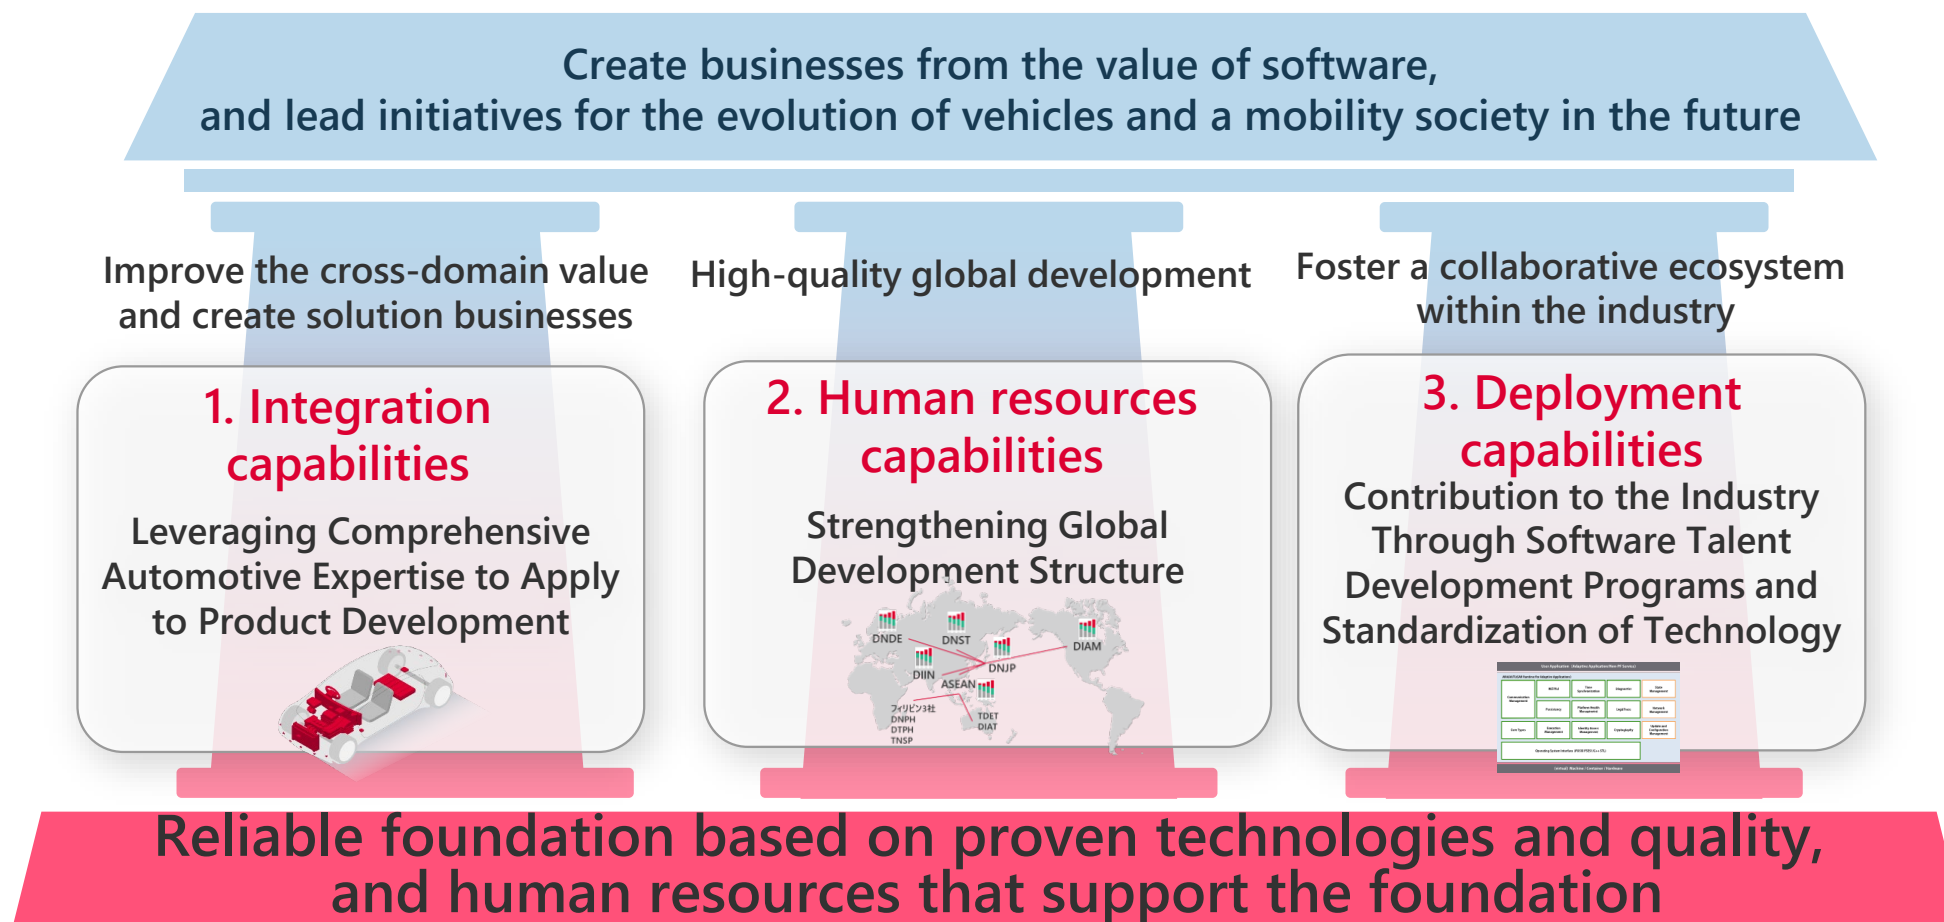 Create businesses from the value of software,
and lead initiatives for the evolution of vehicles and a mobility society in the future
Improve the cross-domain value
and create solution businesses
1. Integration
capabilities
Leveraging Comprehensive
Automotive Expertise to Apply
to Product Development
High-quality global development
2. Human resources
capabilities
Strengthening Global
Development Structure
DNDE
DNST
DIAM
DNJP
DIIN
ASEAN
フィリピン3社
DNPH
DTPH
TNSP
TDET
DIAT
Foster a collaborative ecosystem
within the industry
3. Deployment
capabilities
Contribution to the Industry
Through Software Talent
Development Programs and
Standardization of Technology
Persistency
Cryptography
Reliable foundation based on proven technologies and quality,
and human resources that support the foundation